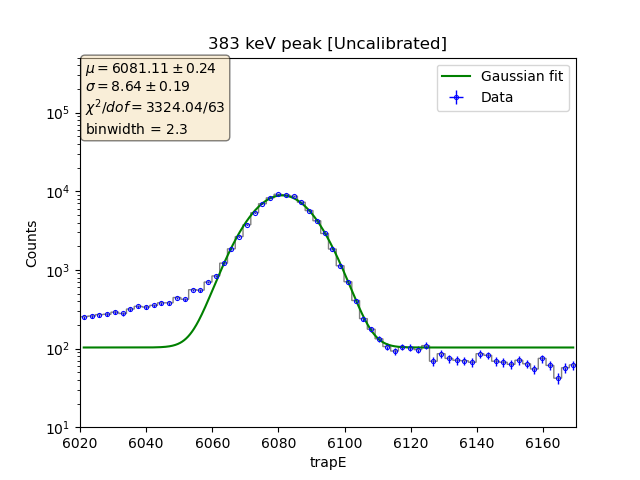 383 keV peak [Uncalibrated]
μ = 6081.11 ± 0.24
σ = 8.64 ± 0.19
χ²/dof = 3324.04/63
binwidth = 2.3
Gaussian fit
Data
10⁵
10⁴
10³
10²
10¹
Counts
6020 6040 6060 6080 6100 6120 6140 6160
trapE